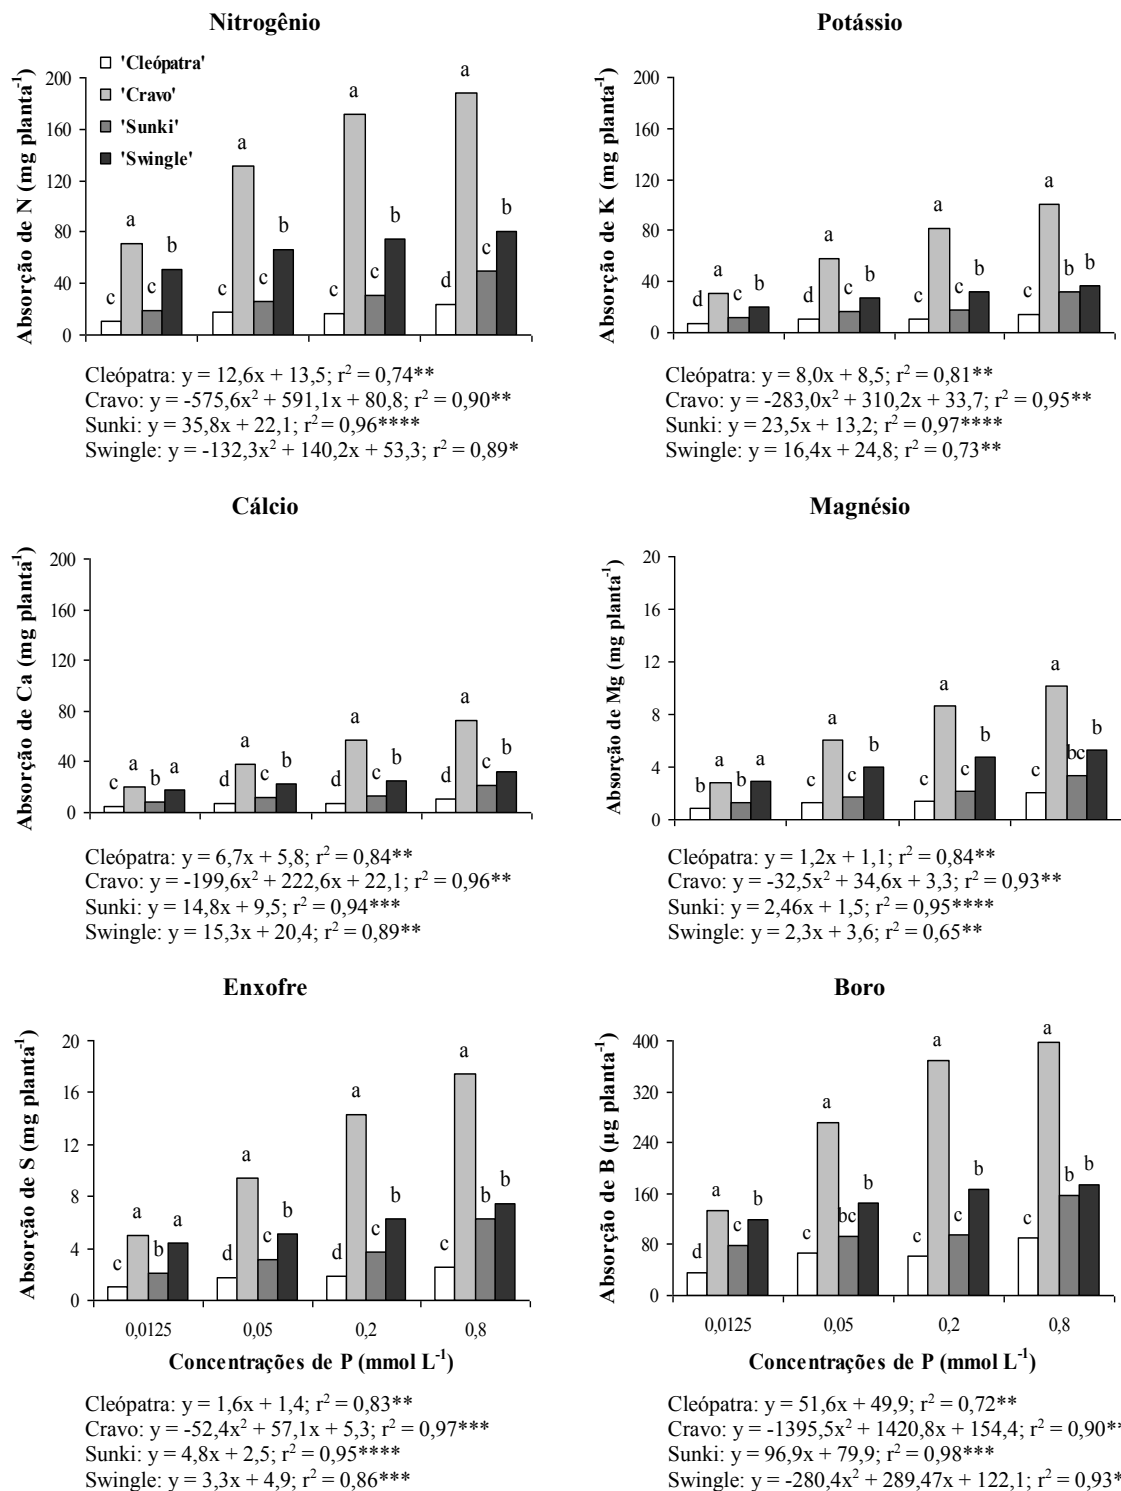 Nitrogênio
Absorção de N (mg planta⁻¹)
200
160
120
80
40
0
'Cleópatra'
'Cravo'
'Sunki'
'Swingle'
c a c b
c a c b
c a c b
d a c b
Cleópatra: y = 12,6x + 13,5; r² = 0,74**
Cravo: y = -575,6x² + 591,1x + 80,8; r² = 0,90**
Sunki: y = 35,8x + 22,1; r² = 0,96****
Swingle: y = -132,3x² + 140,2x + 53,3; r² = 0,89*
Potássio
Absorção de K (mg planta⁻¹)
200
160
120
80
40
0
d a c b
d a c b
c a c b
c a b b
Cleópatra: y = 8,0x + 8,5; r² = 0,81**
Cravo: y = -283,0x² + 310,2x + 33,7; r² = 0,95**
Sunki: y = 23,5x + 13,2; r² = 0,97****
Swingle: y = 16,4x + 24,8; r² = 0,73**
Cálcio
Absorção de Ca (mg planta⁻¹)
200
160
120
80
40
0
c a b a
d a c b
d a c b
d a c b
Cleópatra: y = 6,7x + 5,8; r² = 0,84**
Cravo: y = -199,6x² + 222,6x + 22,1; r² = 0,96**
Sunki: y = 14,8x + 9,5; r² = 0,94***
Swingle: y = 15,3x + 20,4; r² = 0,89**
Magnésio
Absorção de Mg (mg planta⁻¹)
20
16
12
8
4
0
b a b a
c a c b
c a c b
c a bc b
Cleópatra: y = 1,2x + 1,1; r² = 0,84**
Cravo: y = -32,5x² + 34,6x + 3,3; r² = 0,93**
Sunki: y = 2,46x + 1,5; r² = 0,95****
Swingle: y = 2,3x + 3,6; r² = 0,65**
Enxofre
Absorção de S (mg planta⁻¹)
20
16
12
8
4
0
c a b a
d a c b
d a c b
c a b b
0,0125 0,05 0,2 0,8
Concentrações de P (mmol L⁻¹)
Cleópatra: y = 1,6x + 1,4; r² = 0,83**
Cravo: y = -52,4x² + 57,1x + 5,3; r² = 0,97***
Sunki: y = 4,8x + 2,5; r² = 0,95****
Swingle: y = 3,3x + 4,9; r² = 0,86***
Boro
Absorção de B (µg planta⁻¹)
400
320
240
160
80
0
d a c b
c a bc b
c a c b
c a b b
0,0125 0,05 0,2 0,8
Concentrações de P (mmol L⁻¹)
Cleópatra: y = 51,6x + 49,9; r² = 0,72**
Cravo: y = -1395,5x² + 1420,8x + 154,4; r² = 0,90**
Sunki: y = 96,9x + 79,9; r² = 0,98***
Swingle: y = -280,4x² + 289,47x + 122,1; r² = 0,93*